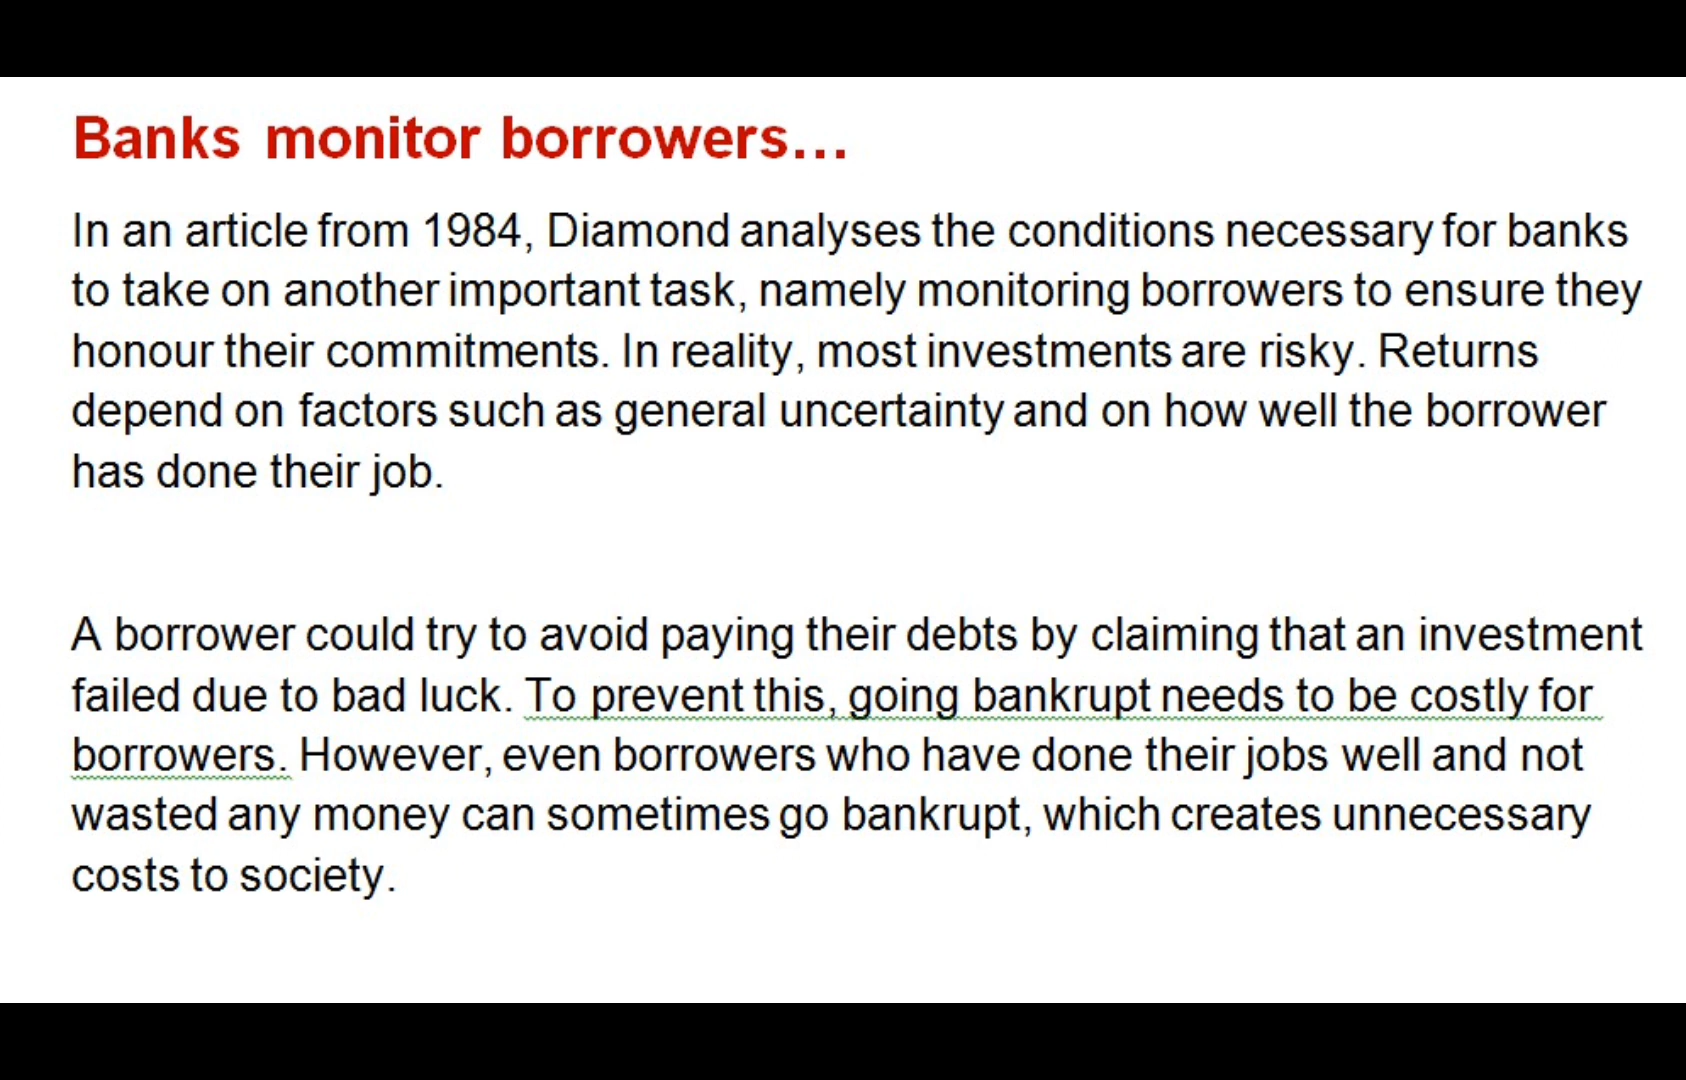 Banks monitor borrowers…
In an article from 1984, Diamond analyses the conditions necessary for banks
to take on another important task, namely monitoring borrowers to ensure they
honour their commitments. In reality, most investments are risky. Returns
depend on factors such as general uncertainty and on how well the borrower
has done their job.
A borrower could try to avoid paying their debts by claiming that an investment
failed due to bad luck. To prevent this, going bankrupt needs to be costly for
borrowers. However, even borrowers who have done their jobs well and not
wasted any money can sometimes go bankrupt, which creates unnecessary
costs to society.